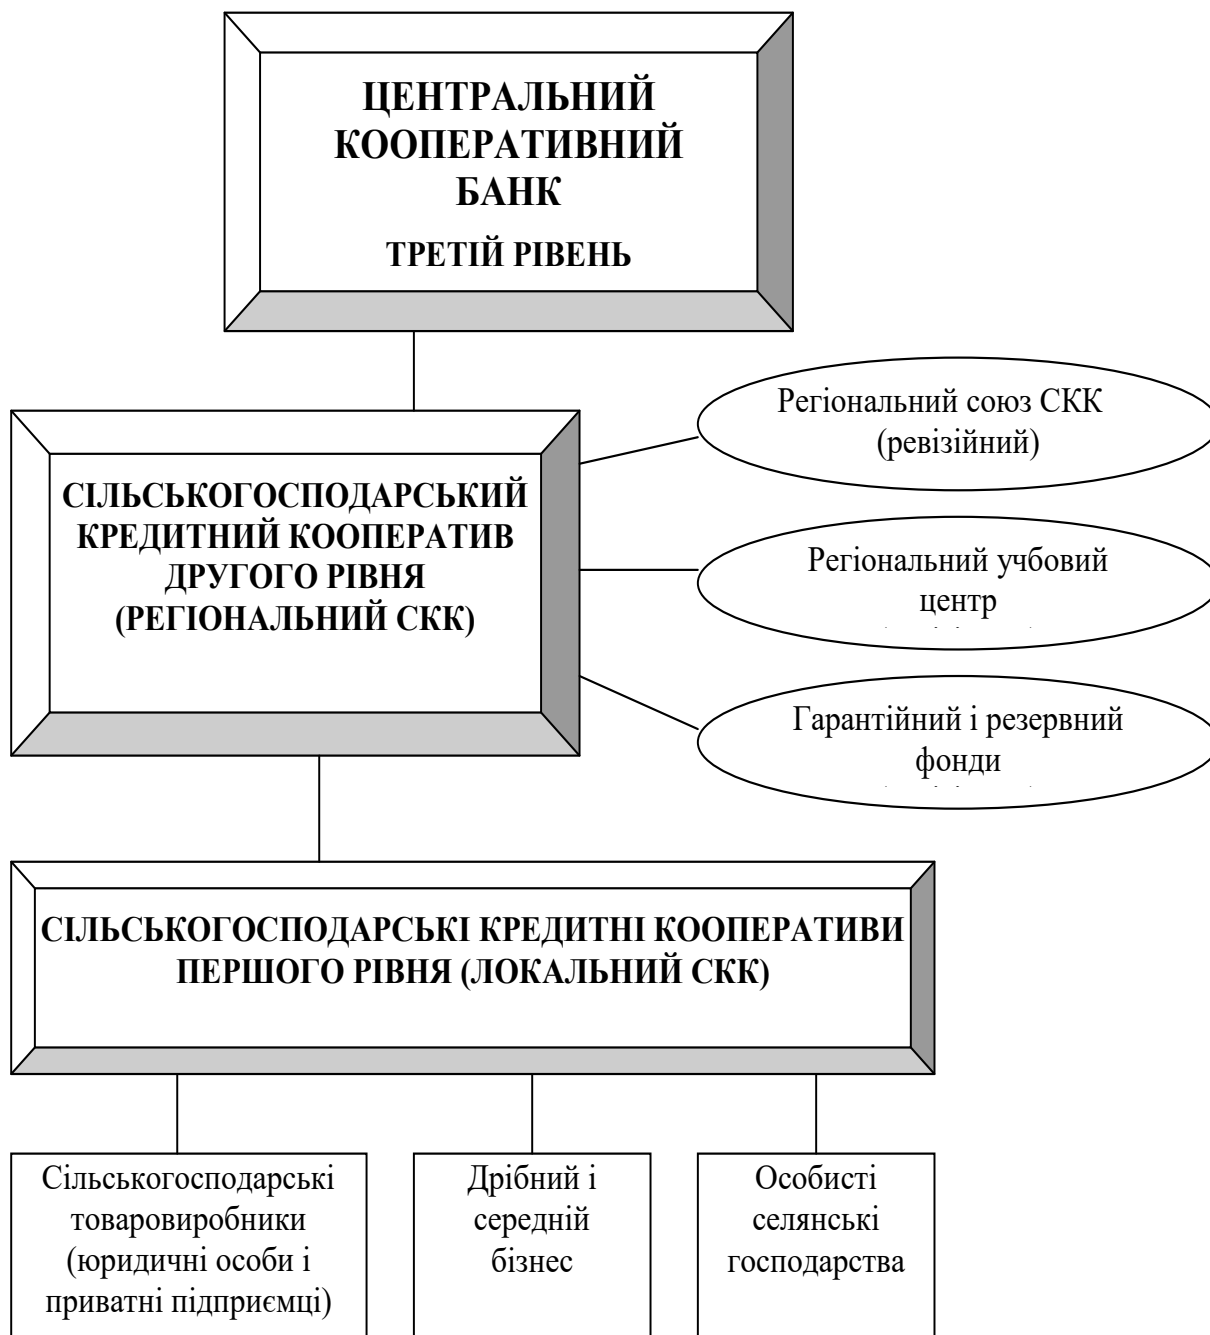 ЦЕНТРАЛЬНИЙ
КООПЕРАТИВНИЙ
БАНК
ТРЕТІЙ РІВЕНЬ
Регіональний союз СКК
(ревізійний)
СІЛЬСЬКОГОСПОДАРСЬКИЙ
КРЕДИТНИЙ КООПЕРАТИВ
ДРУГОГО РІВНЯ
(РЕГІОНАЛЬНИЙ СКК)
Регіональний учбовий
центр
Гарантійний і резервний
фонди
СІЛЬСЬКОГОСПОДАРСЬКІ КРЕДИТНІ КООПЕРАТИВИ
ПЕРШОГО РІВНЯ (ЛОКАЛЬНИЙ СКК)
Сільськогосподарські
товаровиробники
(юридичні особи і
приватні підприємці)
Дрібний і
середній
бізнес
Особисті
селянські
господарства